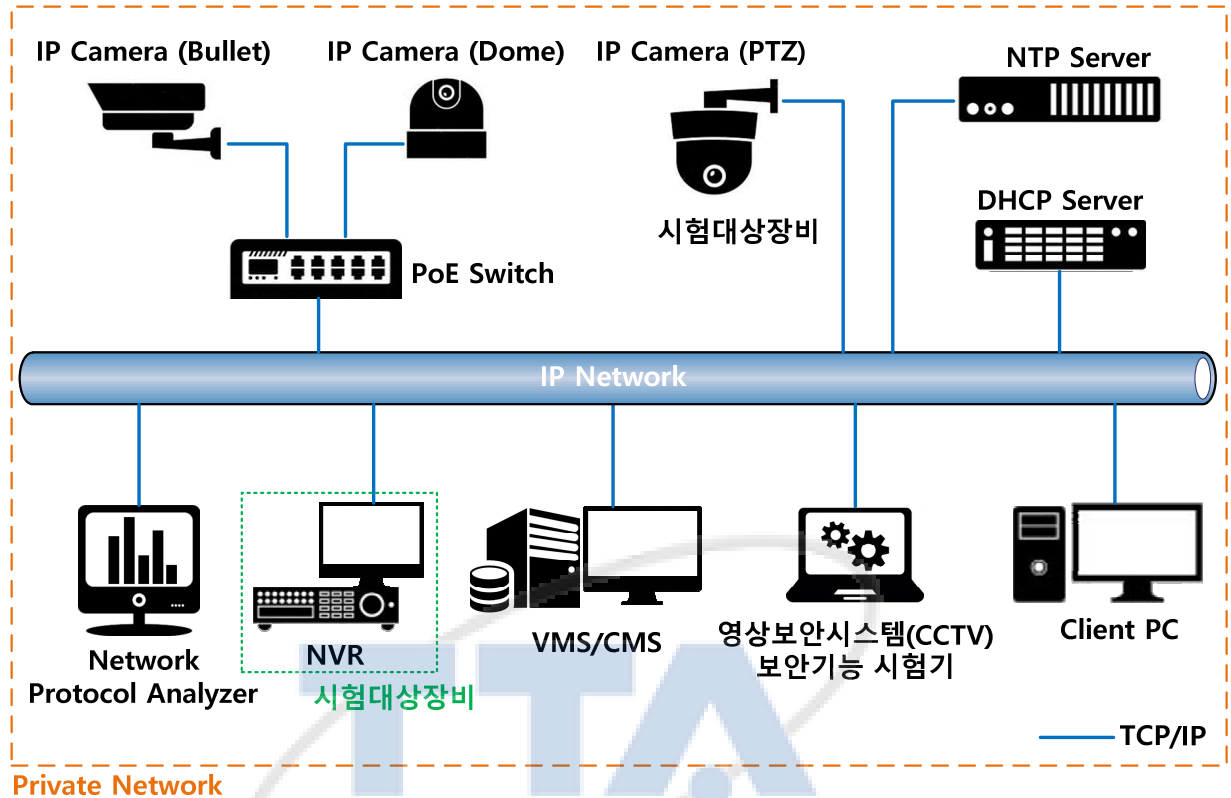 IP Camera (Bullet)
IP Camera (Dome)
IP Camera (PTZ)
NTP Server
시험대상장비
DHCP Server
PoE Switch
IP Network
Network
Protocol Analyzer
NVR
시험대상장비
VMS/CMS
영상보안시스템(CCTV)
보안기능 시험기
Client PC
TCP/IP
Private Network
TTA